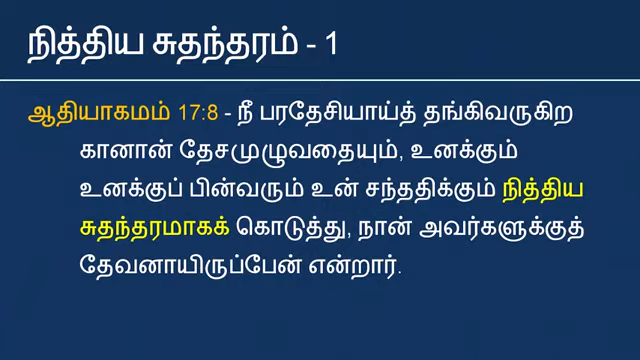 நித்திய சுதந்தரம் - 1
ஆதியாகமம் 17:8 - நீ பரதேசியாய்த் தங்கிவருகிற
கானான் தேசமுழுவதையும், உனக்கும்
உனக்குப் பின்வரும் உன் சந்ததிக்கும் நித்திய
சுதந்தரமாகக் கொடுத்து, நான் அவர்களுக்குத்
தேவனாயிருப்பேன் என்றார்.